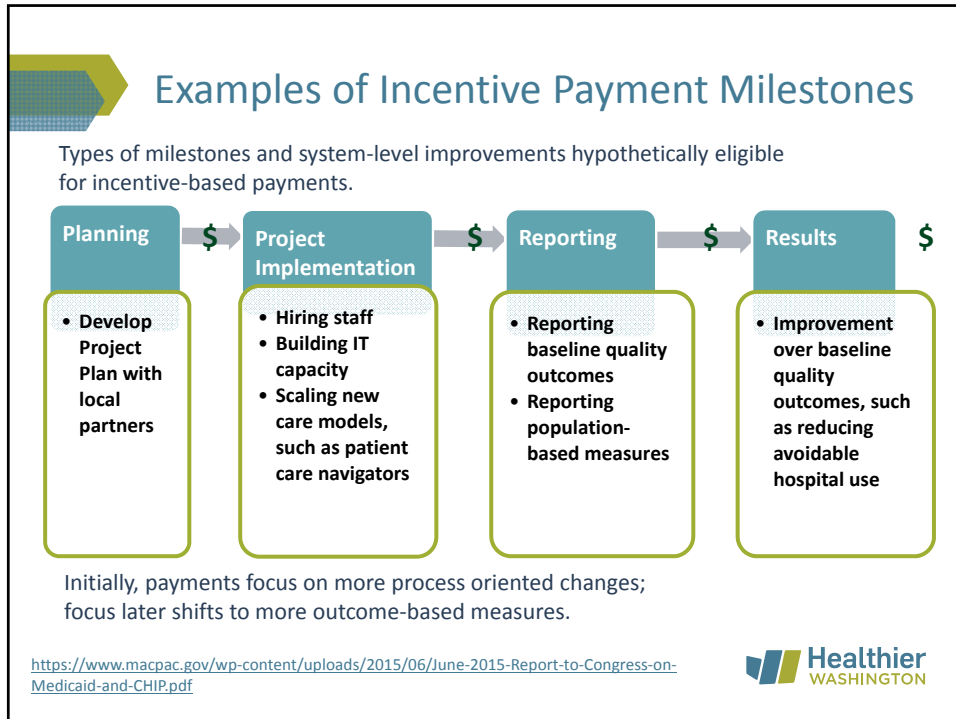 Examples of Incentive Payment Milestones
Types of milestones and system-level improvements hypothetically eligible
for incentive-based payments.
Planning
$
Project
Implementation
$
Reporting
$
Results
$
• Develop
Project
Plan with
local
partners
• Hiring staff
• Building IT
capacity
• Scaling new
care models,
such as patient
care navigators
• Reporting
baseline quality
outcomes
• Reporting
population-
based measures
• Improvement
over baseline
quality
outcomes, such
as reducing
avoidable
hospital use
Initially, payments focus on more process oriented changes;
focus later shifts to more outcome-based measures.
https://www.macpac.gov/wp-content/uploads/2015/06/June-2015-Report-to-Congress-on-
Medicaid-and-CHIP.pdf
Healthier
WASHINGTON